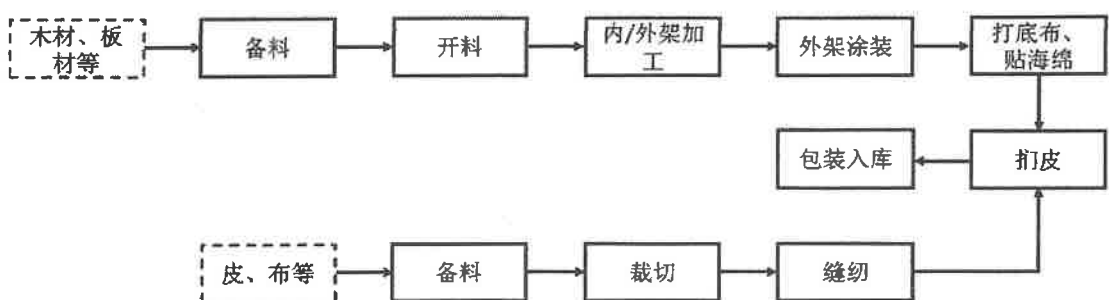 木材、板
材等
备料
开料
内/外架加
工
外架涂装
打底布、
贴海绵
包装入库
扪皮
皮、布等
备料
裁切
缝纫